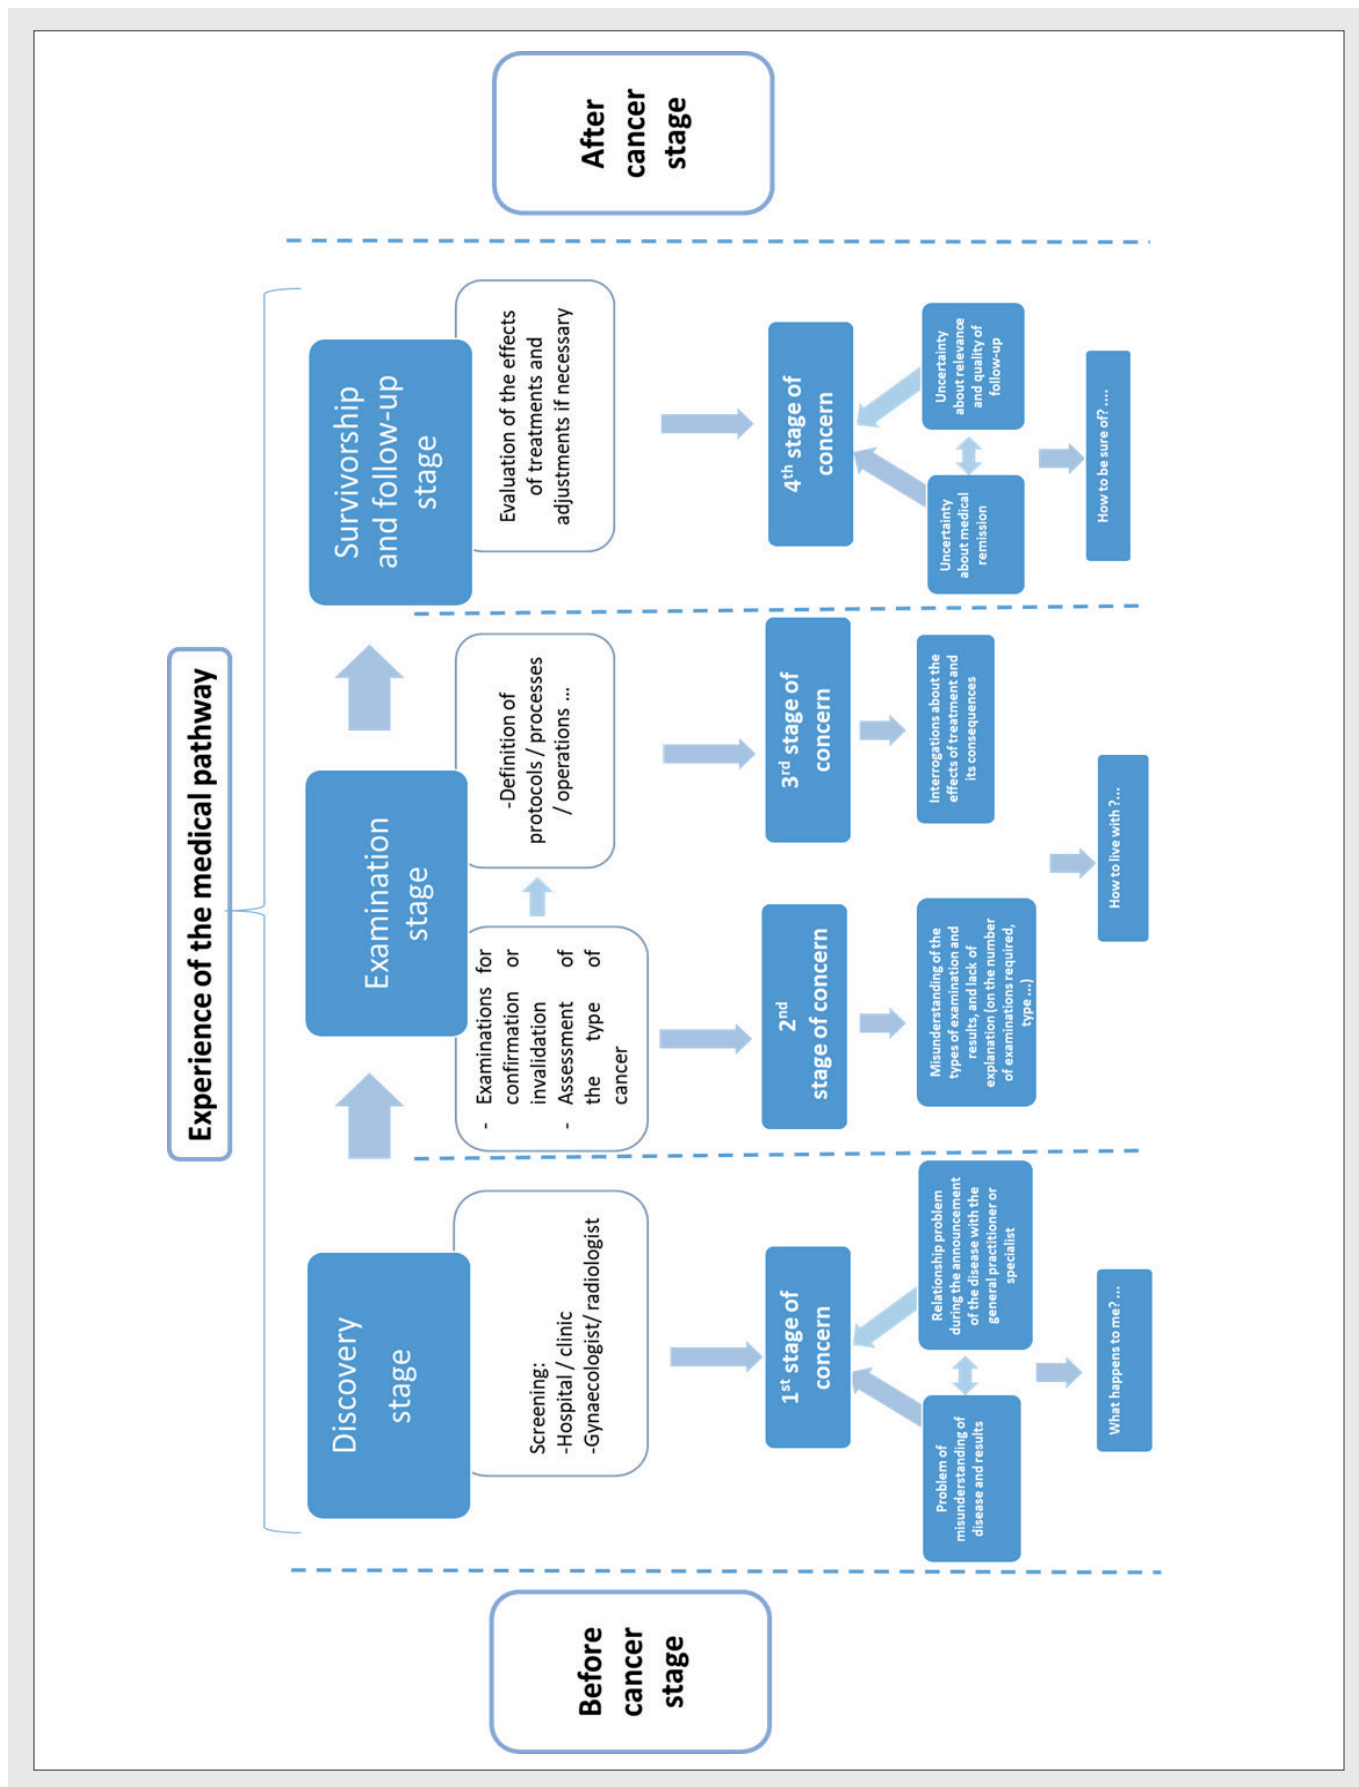 Experience of the medical pathway
Before
cancer
stage
Discovery
stage
Screening:
-Hospital / clinic
-Gynaecologist/ radiologist
1st stage of
concern
Problem of
misunderstanding of
disease and results
Relationship problem
during the announcement
of the disease with the
general practitioner or
specialist
What happens to me? ...
Examination
stage
- Examinations for
confirmation or
invalidation
- Assessment of
the type of
cancer
-Definition of
protocols / processes
/ operations ...
2nd
stage of concern
Misunderstanding of the
types of examination and
results, and lack of
explanation (on the number
of examinations required,
type ...)
3rd stage of
concern
Interrogations about the
effects of treatment and
its consequences
How to live with ?...
Survivorship
and follow-up
stage
Evaluation of the effects
of treatments and
adjustments if necessary
4th stage of
concern
Uncertainty
about medical
remission
Uncertainty
about relevance
and quality of
follow-up
How to be sure of? ....
After
cancer
stage